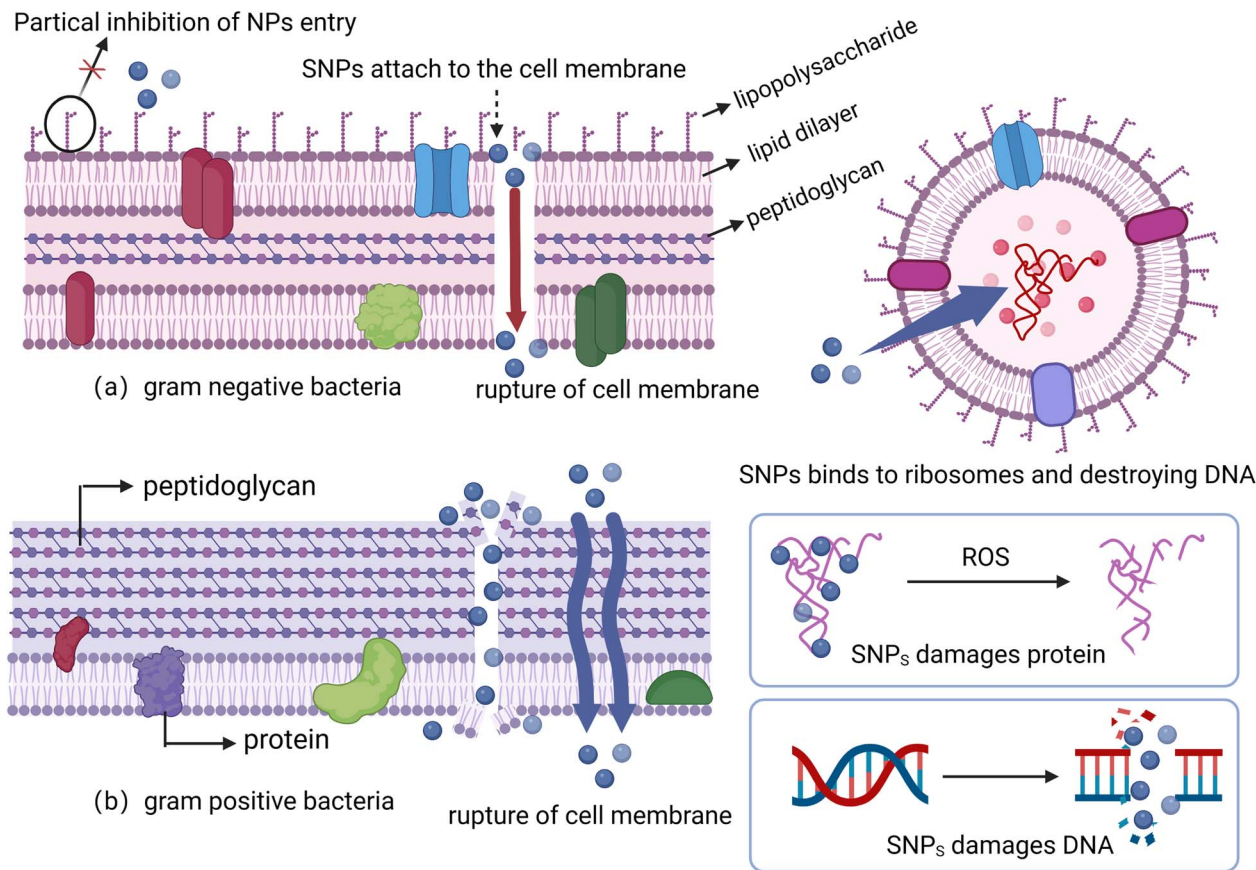 Partical inhibition of NPs entry
SNPs attach to the cell membrane
lipopolysaccharide
lipid dilayer
peptidoglycan
(a) gram negative bacteria
rupture of cell membrane
SNPs binds to ribosomes and destroying DNA
peptidoglycan
protein
(b) gram positive bacteria
rupture of cell membrane
ROS
SNPs damages protein
SNPs damages DNA